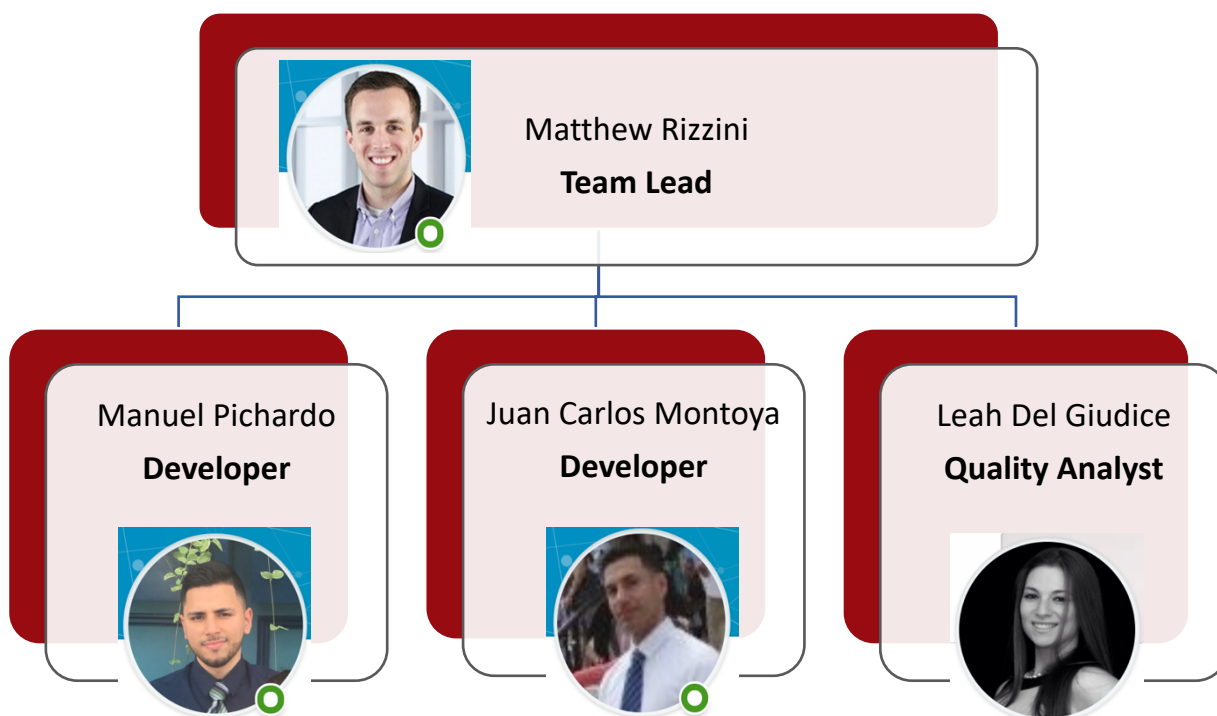 Matthew Rizzini
Team Lead
Manuel Pichardo
Developer
Juan Carlos Montoya
Developer
Leah Del Giudice
Quality Analyst